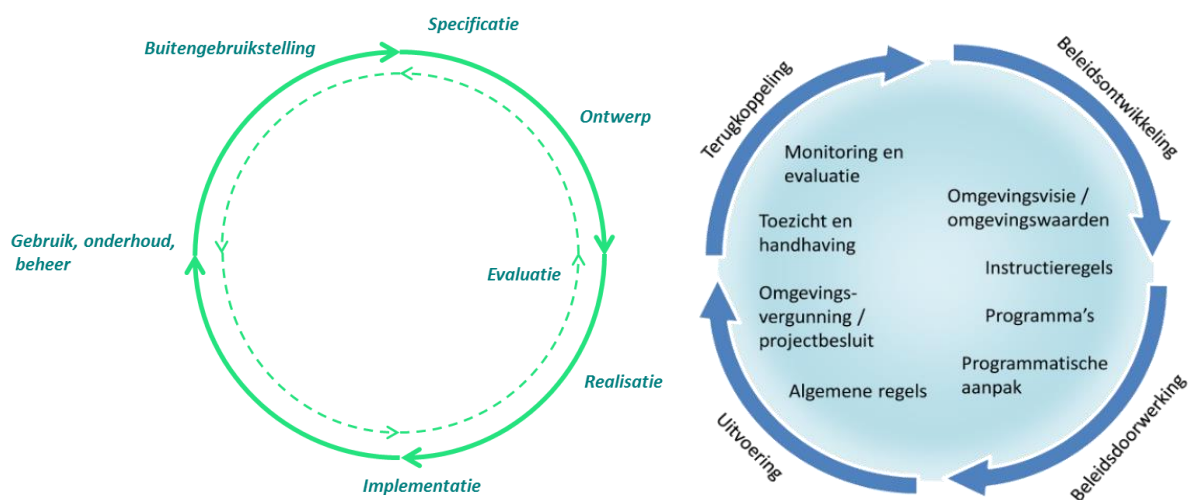 Specificatie
Buitengebruikstelling
Ontwerp
Gebruik, onderhoud,
beheer
Evaluatie
Realisatie
Implementatie
Terugkoppeling
Beleidsontwikkeling
Monitoring en
evaluatie
Omgevingsvisie /
omgevingswaarden
Toezicht en
handhaving
Instructieregels
Omgevings-
vergunning /
projectbesluit
Programma's
Programmatische
aanpak
Algemene regels
Uitvoering
Beleidsdoorwerking